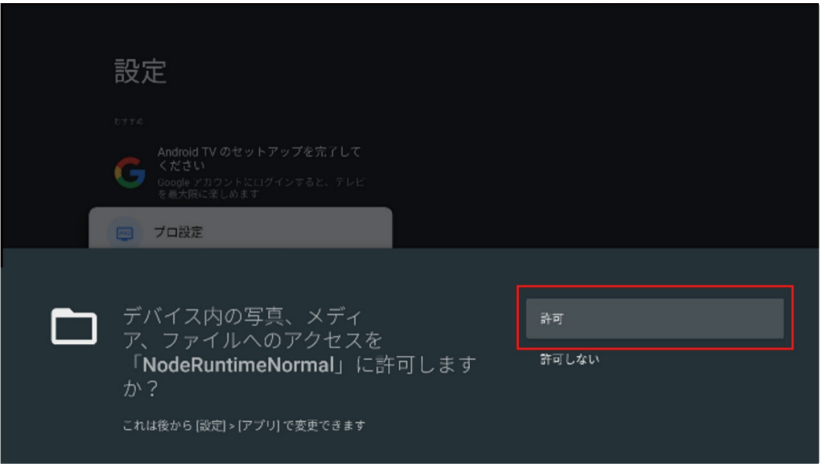 設定
おすすめ
Android TV のセットアップを完了して
ください
Google アカウントにログインすると、テレビ
を最大限に楽しめます
プロ設定
デバイス内の写真、メディ
ア、ファイルへのアクセスを
「NodeRuntimeNormal」に許可します
か？
これは後から [設定] > [アプリ] で変更できます
許可
許可しない